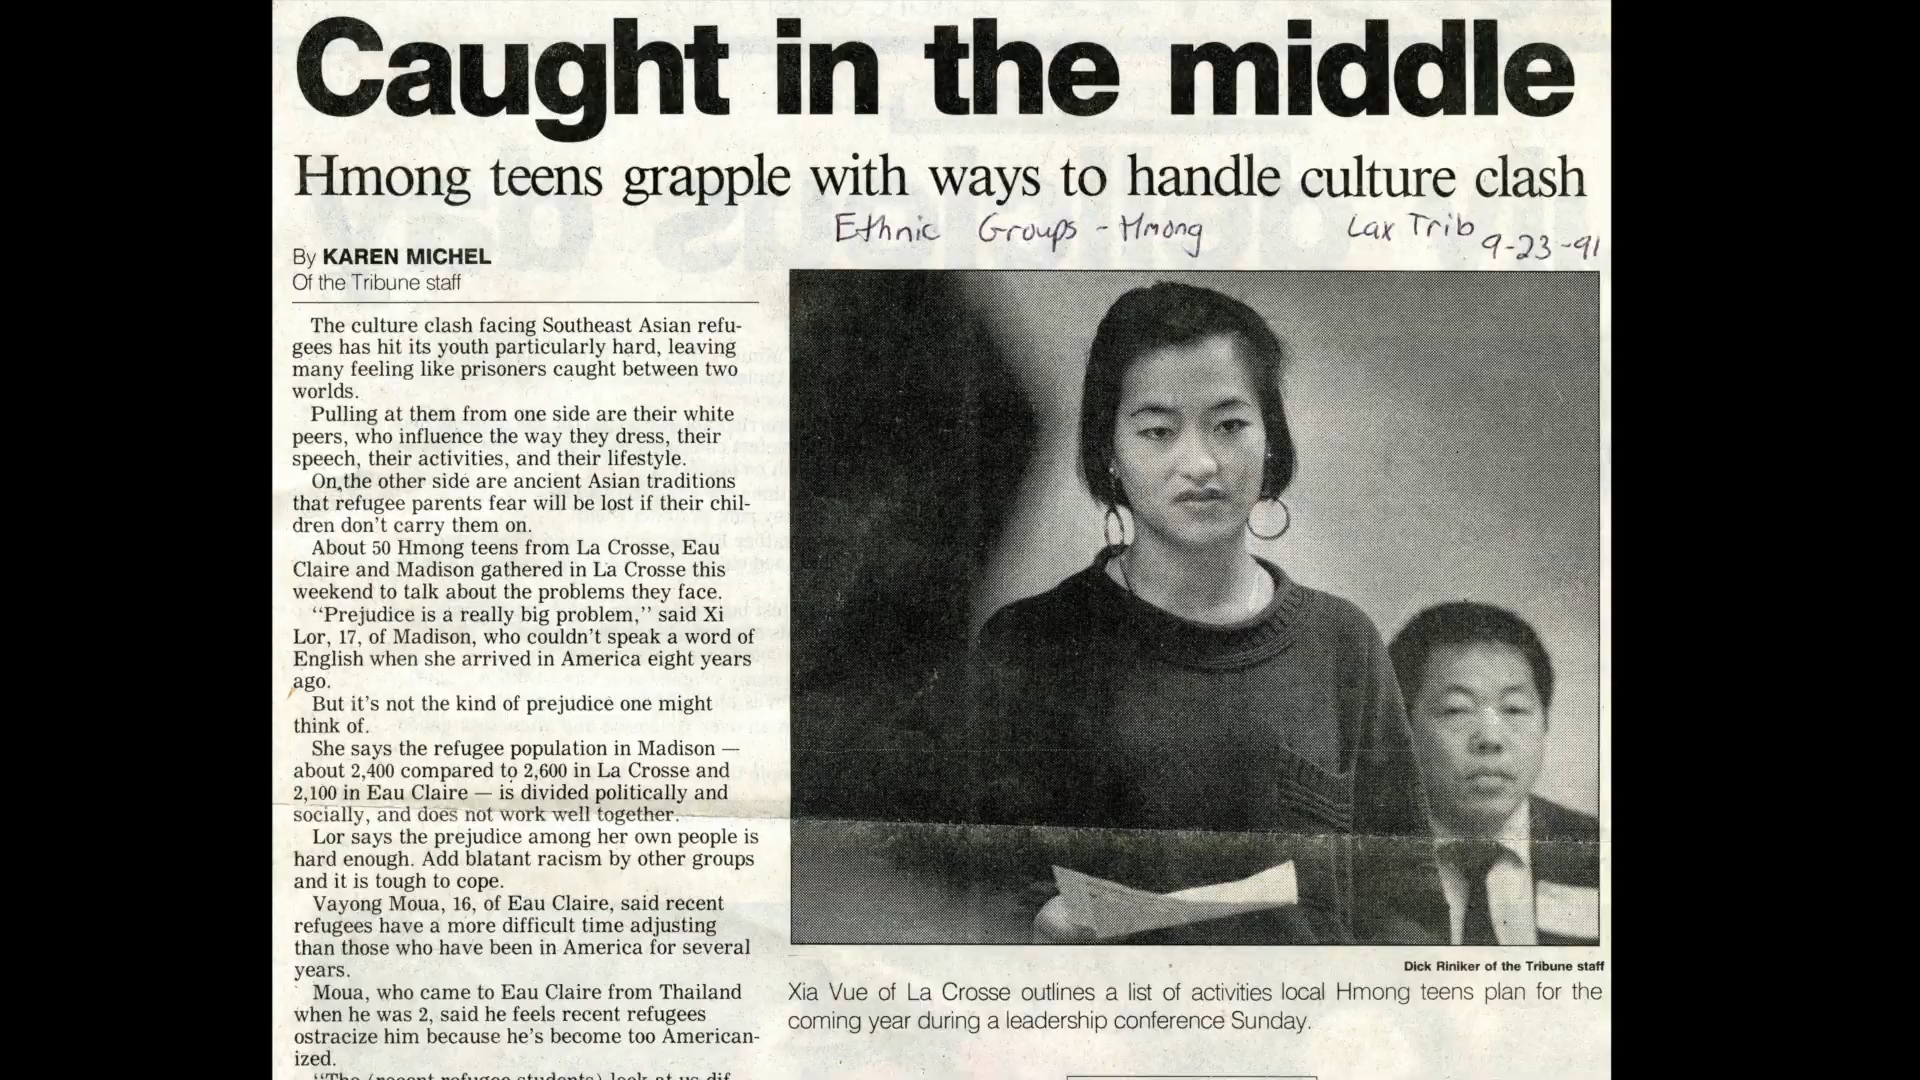 Caught in the middle
Hmong teens grapple with ways to handle culture clash
Ethnic Groups - Hmong
Lax Trib
9-23-91
By KAREN MICHEL
Of the Tribune staff
The culture clash facing Southeast Asian refu-
gees has hit its youth particularly hard, leaving
many feeling like prisoners caught between two
worlds.
Pulling at them from one side are their white
peers, who influence the way they dress, their
speech, their activities, and their lifestyle.
On the other side are ancient Asian traditions
that refugee parents fear will be lost if their chil-
dren don't carry them on.
About 50 Hmong teens from La Crosse, Eau
Claire and Madison gathered in La Crosse this
weekend to talk about the problems they face.
"Prejudice is a really big problem," said Xi
Lor, 17, of Madison, who couldn't speak a word of
English when she arrived in America eight years
ago.
But it's not the kind of prejudice one might
think of.
She says the refugee population in Madison —
about 2,400 compared to 2,600 in La Crosse and
2,100 in Eau Claire — is divided politically and
socially, and does not work well together.
Lor says the prejudice among her own people is
hard enough. Add blatant racism by other groups
and it is tough to cope.
Vayong Moua, 16, of Eau Claire, said recent
refugees have a more difficult time adjusting
than those who have been in America for several
years.
Moua, who came to Eau Claire from Thailand
when he was 2, said he feels recent refugees
ostracize him because he's become too American-
ized.
"The (recent refugee students) look at us dif-
Dick Riniker of the Tribune staff
Xia Vue of La Crosse outlines a list of activities local Hmong teens plan for the
coming year during a leadership conference Sunday.